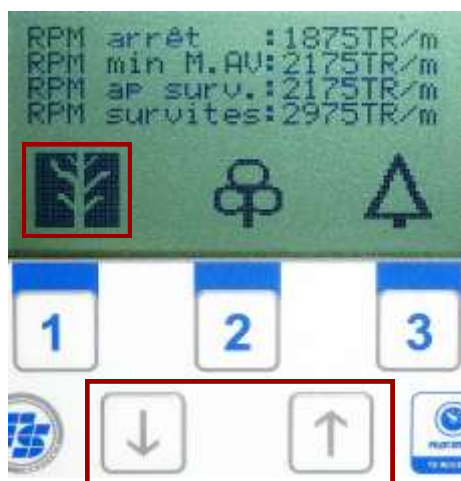 RPM arrêt :1875TR/m
RPM min M.AV:2175TR/m
RPM ap surv.:2175TR/m
RPM survites:2975TR/m
1 2 3
↓ ↑